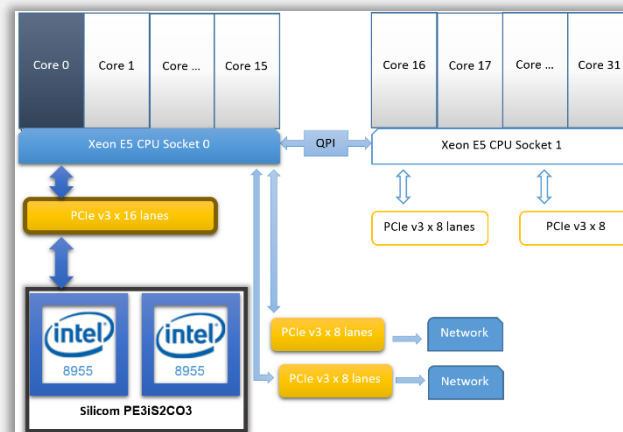 Core 0
Core 1
Core ...
Core 15
Core 16
Core 17
Core ...
Core 31
Xeon E5 CPU Socket 0
QPI
Xeon E5 CPU Socket 1
PCIe v3 x 16 lanes
PCIe v3 x 8 lanes
PCIe v3 x 8
intel
8955
intel
8955
PCIe v3 x 8 lanes
Network
PCIe v3 x 8 lanes
Network
Silicom PE3iS2CO3